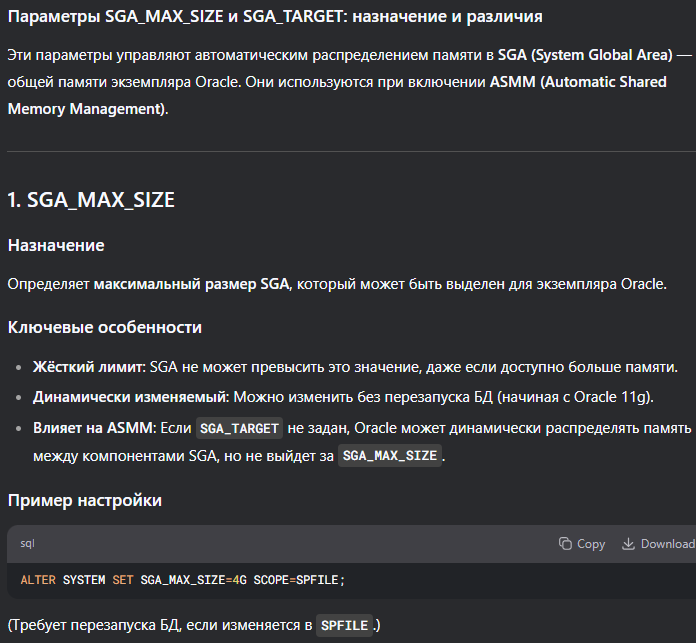 Параметры SGA_MAX_SIZE и SGA_TARGET: назначение и различия
Эти параметры управляют автоматическим распределением памяти в SGA (System Global Area) —
общей памяти экземпляра Oracle. Они используются при включении ASMM (Automatic Shared
Memory Management).
1. SGA_MAX_SIZE
Назначение
Определяет максимальный размер SGA, который может быть выделен для экземпляра Oracle.
Ключевые особенности
• Жёсткий лимит: SGA не может превысить это значение, даже если доступно больше памяти.
• Динамически изменяемый: Можно изменить без перезапуска БД (начиная с Oracle 11g).
• Влияет на ASMM: Если SGA_TARGET не задан, Oracle может динамически распределять память
между компонентами SGA, но не выйдет за SGA_MAX_SIZE.
Пример настройки
sql Copy Download
ALTER SYSTEM SET SGA_MAX_SIZE=4G SCOPE=SPFILE;
(Требует перезапуска БД, если изменяется в SPFILE.)